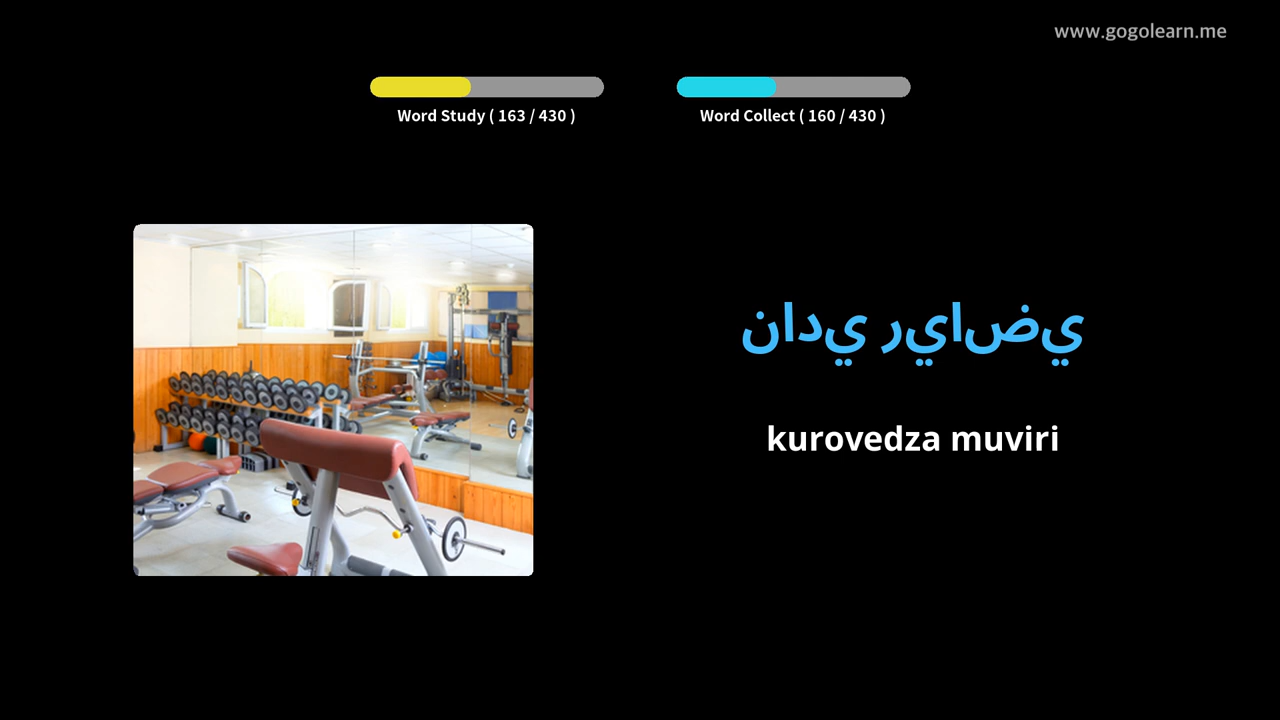 www.gogolearn.me
Word Study ( 163 / 430 )
Word Collect ( 160 / 430 )
نادي رياضي
kurovedza muviri